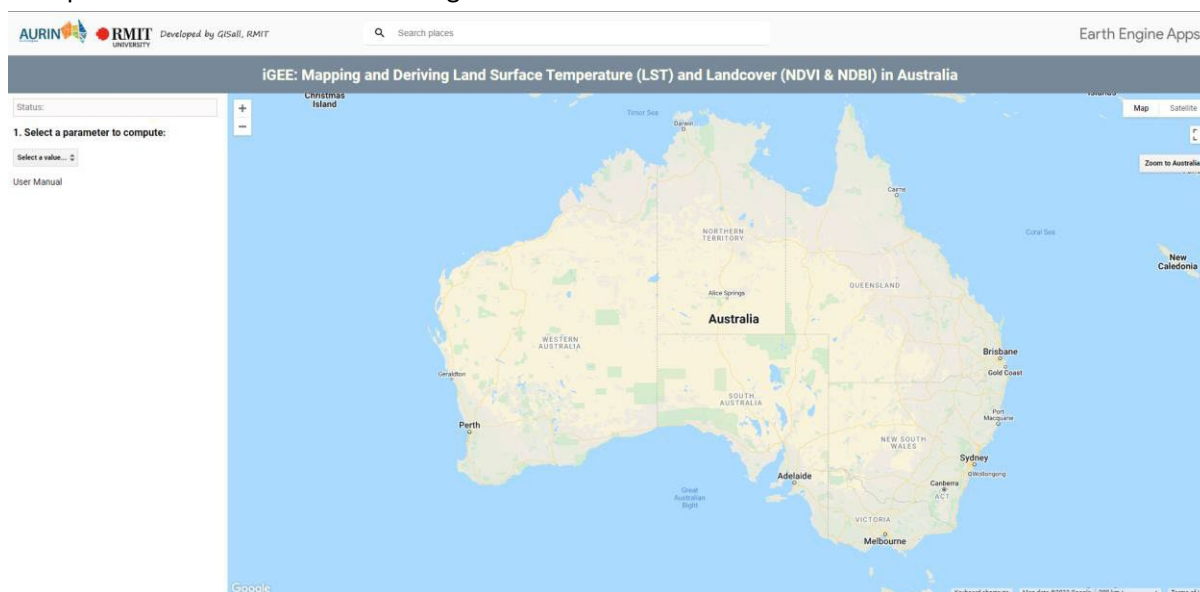 AURIN RMIT UNIVERSITY Developed by GISail, RMIT
Search places
Earth Engine Apps
iGEE: Mapping and Deriving Land Surface Temperature (LST) and Landcover (NDVI & NDBI) in Australia
Status:
1. Select a parameter to compute:
Select a value...
User Manual
+
−
Christmas
Island
Timor Sea
Darwin
Map Satellite
Zoom to Australia
Cairns
NORTHERN
TERRITORY
Coral Sea
New
Caledonia
QUEENSLAND
Alice Springs
Australia
WESTERN
AUSTRALIA
Brisbane
Gold Coast
Geraldton
SOUTH
AUSTRALIA
Port
Macquarie
Perth
NEW SOUTH
WALES
Sydney
Wollongong
Adelaide
Canberra
ACT
Great
Australian
Bight
VICTORIA
Melbourne
Google